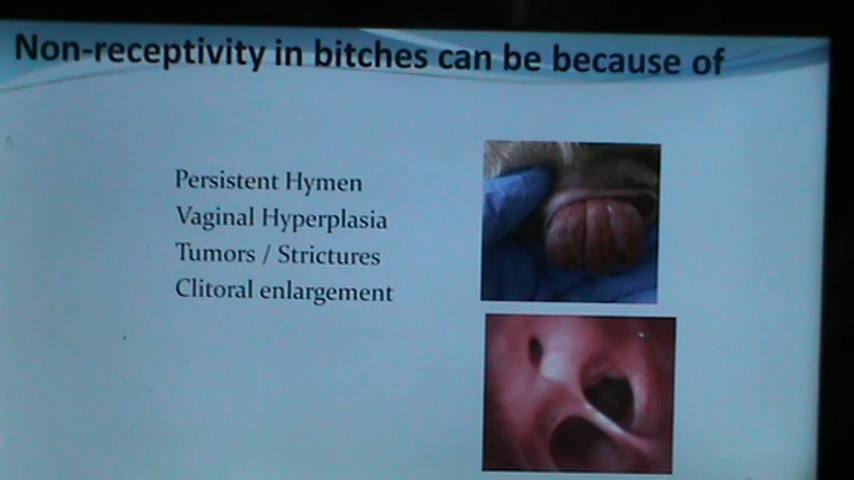 Non-receptivity in bitches can be because of
Persistent Hymen
Vaginal Hyperplasia
Tumors / Strictures
Clitoral enlargement